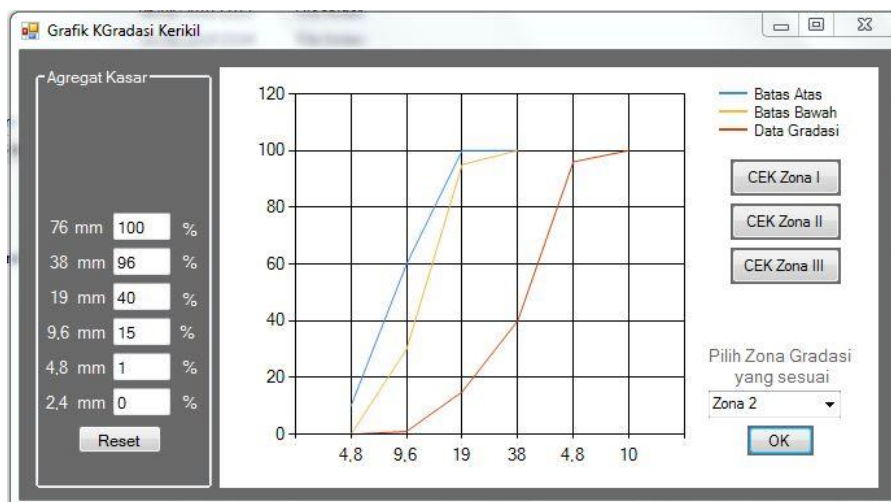 Grafik KGradasi Kerikil
Agregat Kasar
76 mm 100 %
38 mm 96 %
19 mm 40 %
9,6 mm 15 %
4,8 mm 1 %
2,4 mm 0 %
Reset
120
100
80
60
40
20
0
4,8 9,6 19 38 4,8 10
Batas Atas
Batas Bawah
Data Gradasi
CEK Zona I
CEK Zona II
CEK Zona III
Pilih Zona Gradasi
yang sesuai
Zona 2
OK